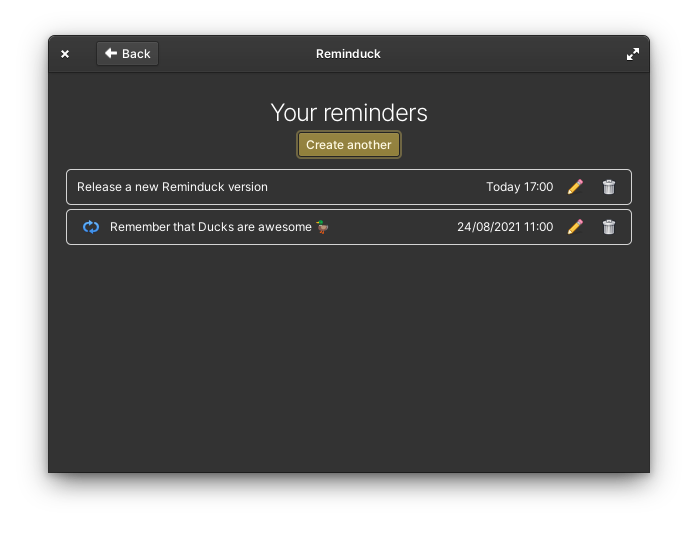 Back
Reminduck
Your reminders
Create another
Release a new Reminduck version Today 17:00
Remember that Ducks are awesome 🦆 24/08/2021 11:00